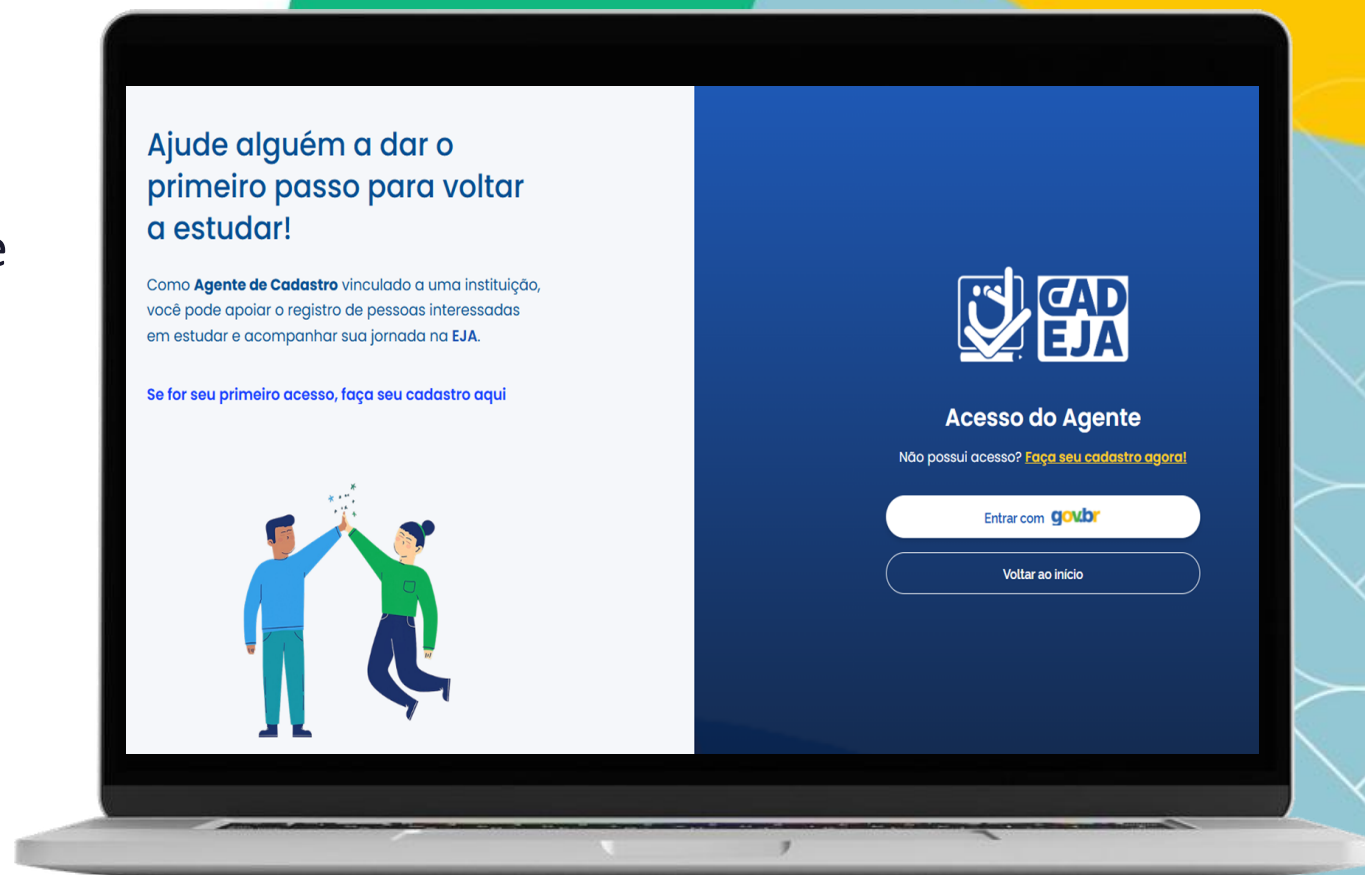 e
Ajude alguém a dar o
primeiro passo para voltar
a estudar!
Como Agente de Cadastro vinculado a uma instituição,
você pode apoiar o registro de pessoas interessadas
em estudar e acompanhar sua jornada na EJA.
Se for seu primeiro acesso, faça seu cadastro aqui
CAD
EJA
Acesso do Agente
Não possui acesso? Faça seu cadastro agora!
Entrar com gov.br
Voltar ao início